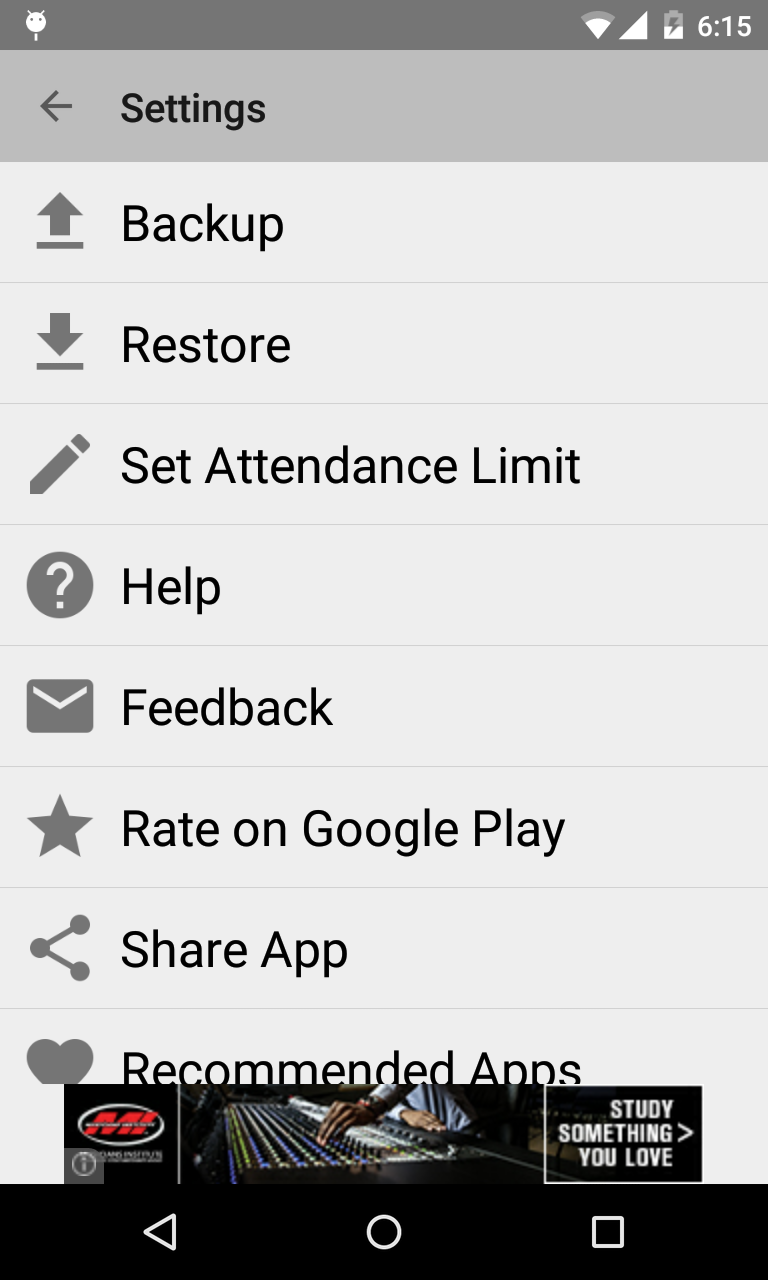 6:15
Settings
Backup
Restore
Set Attendance Limit
Help
Feedback
Rate on Google Play
Share App
Recommended Apps
STUDY
SOMETHING >
YOU LOVE